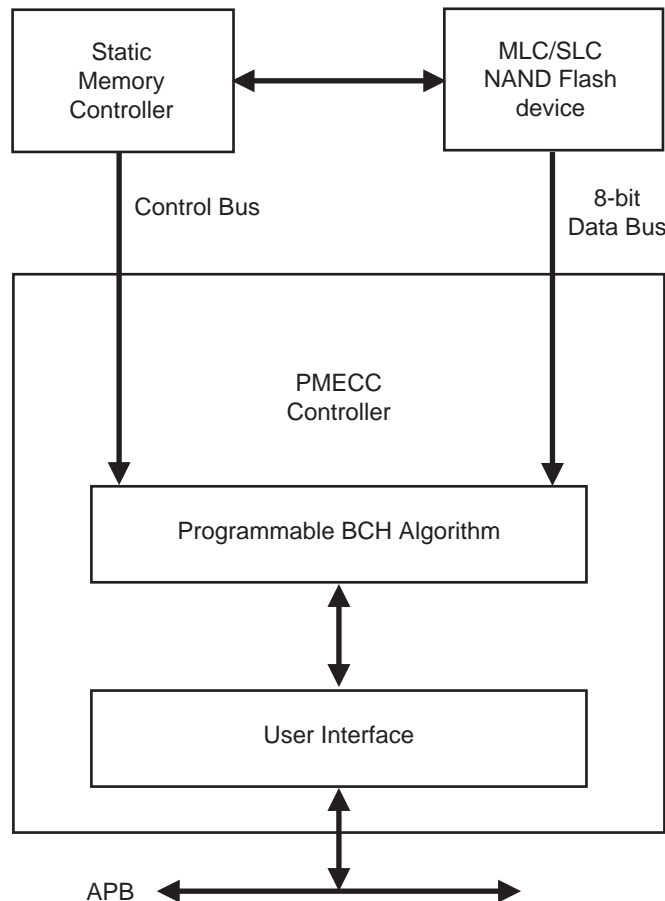 Static
Memory
Controller
MLC/SLC
NAND Flash
device
Control Bus
8-bit
Data Bus
PMECC
Controller
Programmable BCH Algorithm
User Interface
APB